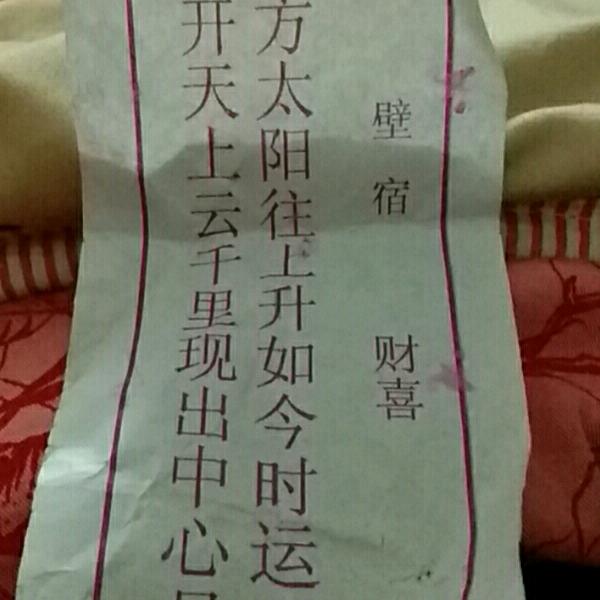 壁宿 财喜
方太阳往上升如今时运
开天上云千里现出中心